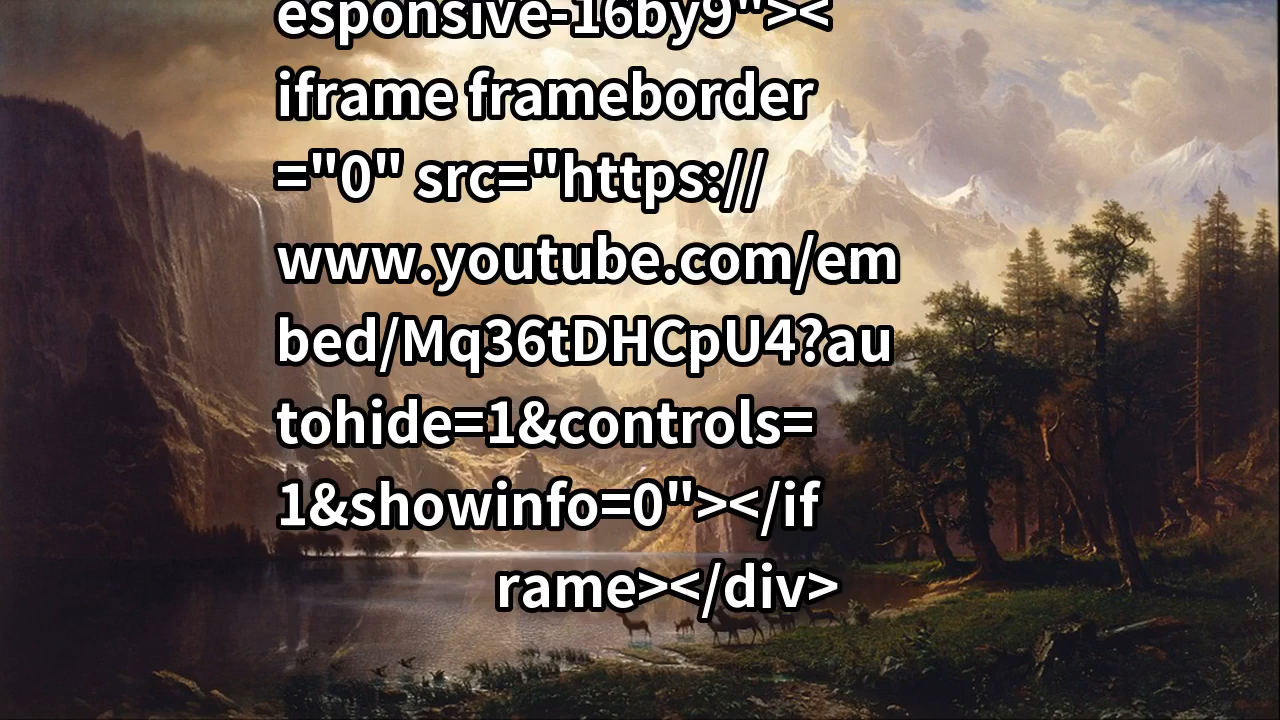 esponsive-16by9"><
iframe frameborder
="0" src="https://
www.youtube.com/em
bed/Mq36tDHCpU4?au
tohide=1&controls=
1&showinfo=0"></if
rame></div>